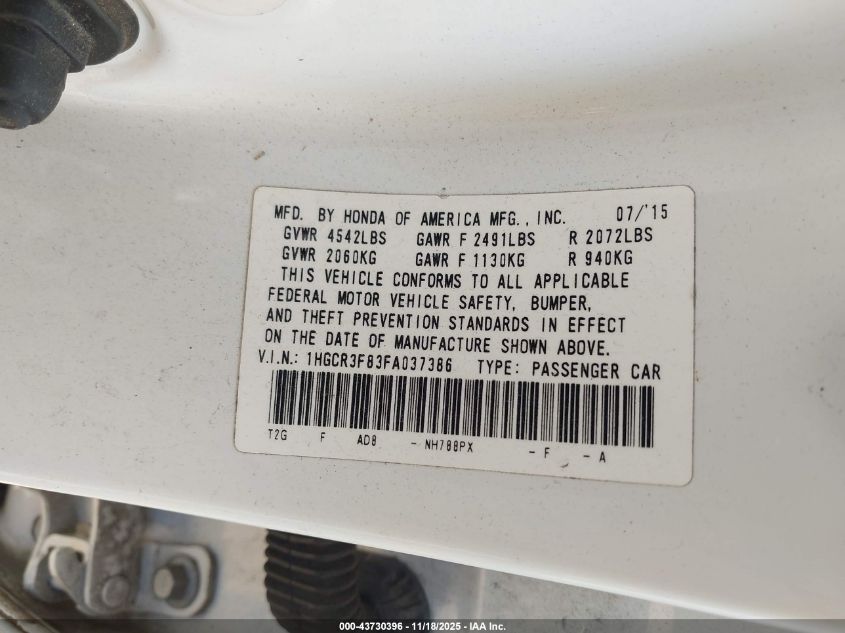 MFD. BY HONDA OF AMERICA MFG., INC. 07/'15
GVWR 4542LBS GAWR F 2491LBS R 2072LBS
GVWR 2060KG GAWR F 1130KG R 940KG
THIS VEHICLE CONFORMS TO ALL APPLICABLE
FEDERAL MOTOR VEHICLE SAFETY, BUMPER,
AND THEFT PREVENTION STANDARDS IN EFFECT
ON THE DATE OF MANUFACTURE SHOWN ABOVE.
V.I.N.: 1HGCR3F83FA037386 TYPE: PASSENGER CAR
T2G F AD8 - NH788PX - F - A
000-43730396 - 11/18/2025 - IAA Inc.